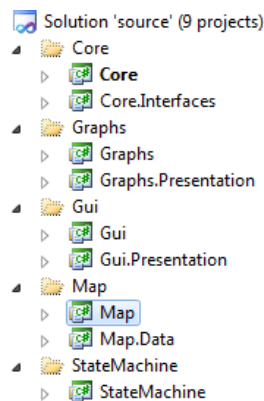 Solution 'source' (9 projects)
Core
C# Core
C# Core.Interfaces
Graphs
C# Graphs
C# Graphs.Presentation
Gui
C# Gui
C# Gui.Presentation
Map
C# Map
C# Map.Data
StateMachine
C# StateMachine